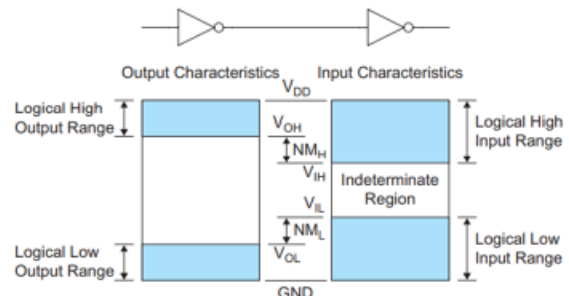 Output Characteristics
Input Characteristics
V_DD
Logical High
Output Range
V_OH
NM_H
V_IH
Logical High
Input Range
Indeterminate
Region
V_IL
NM_L
V_OL
Logical Low
Output Range
Logical Low
Input Range
GND